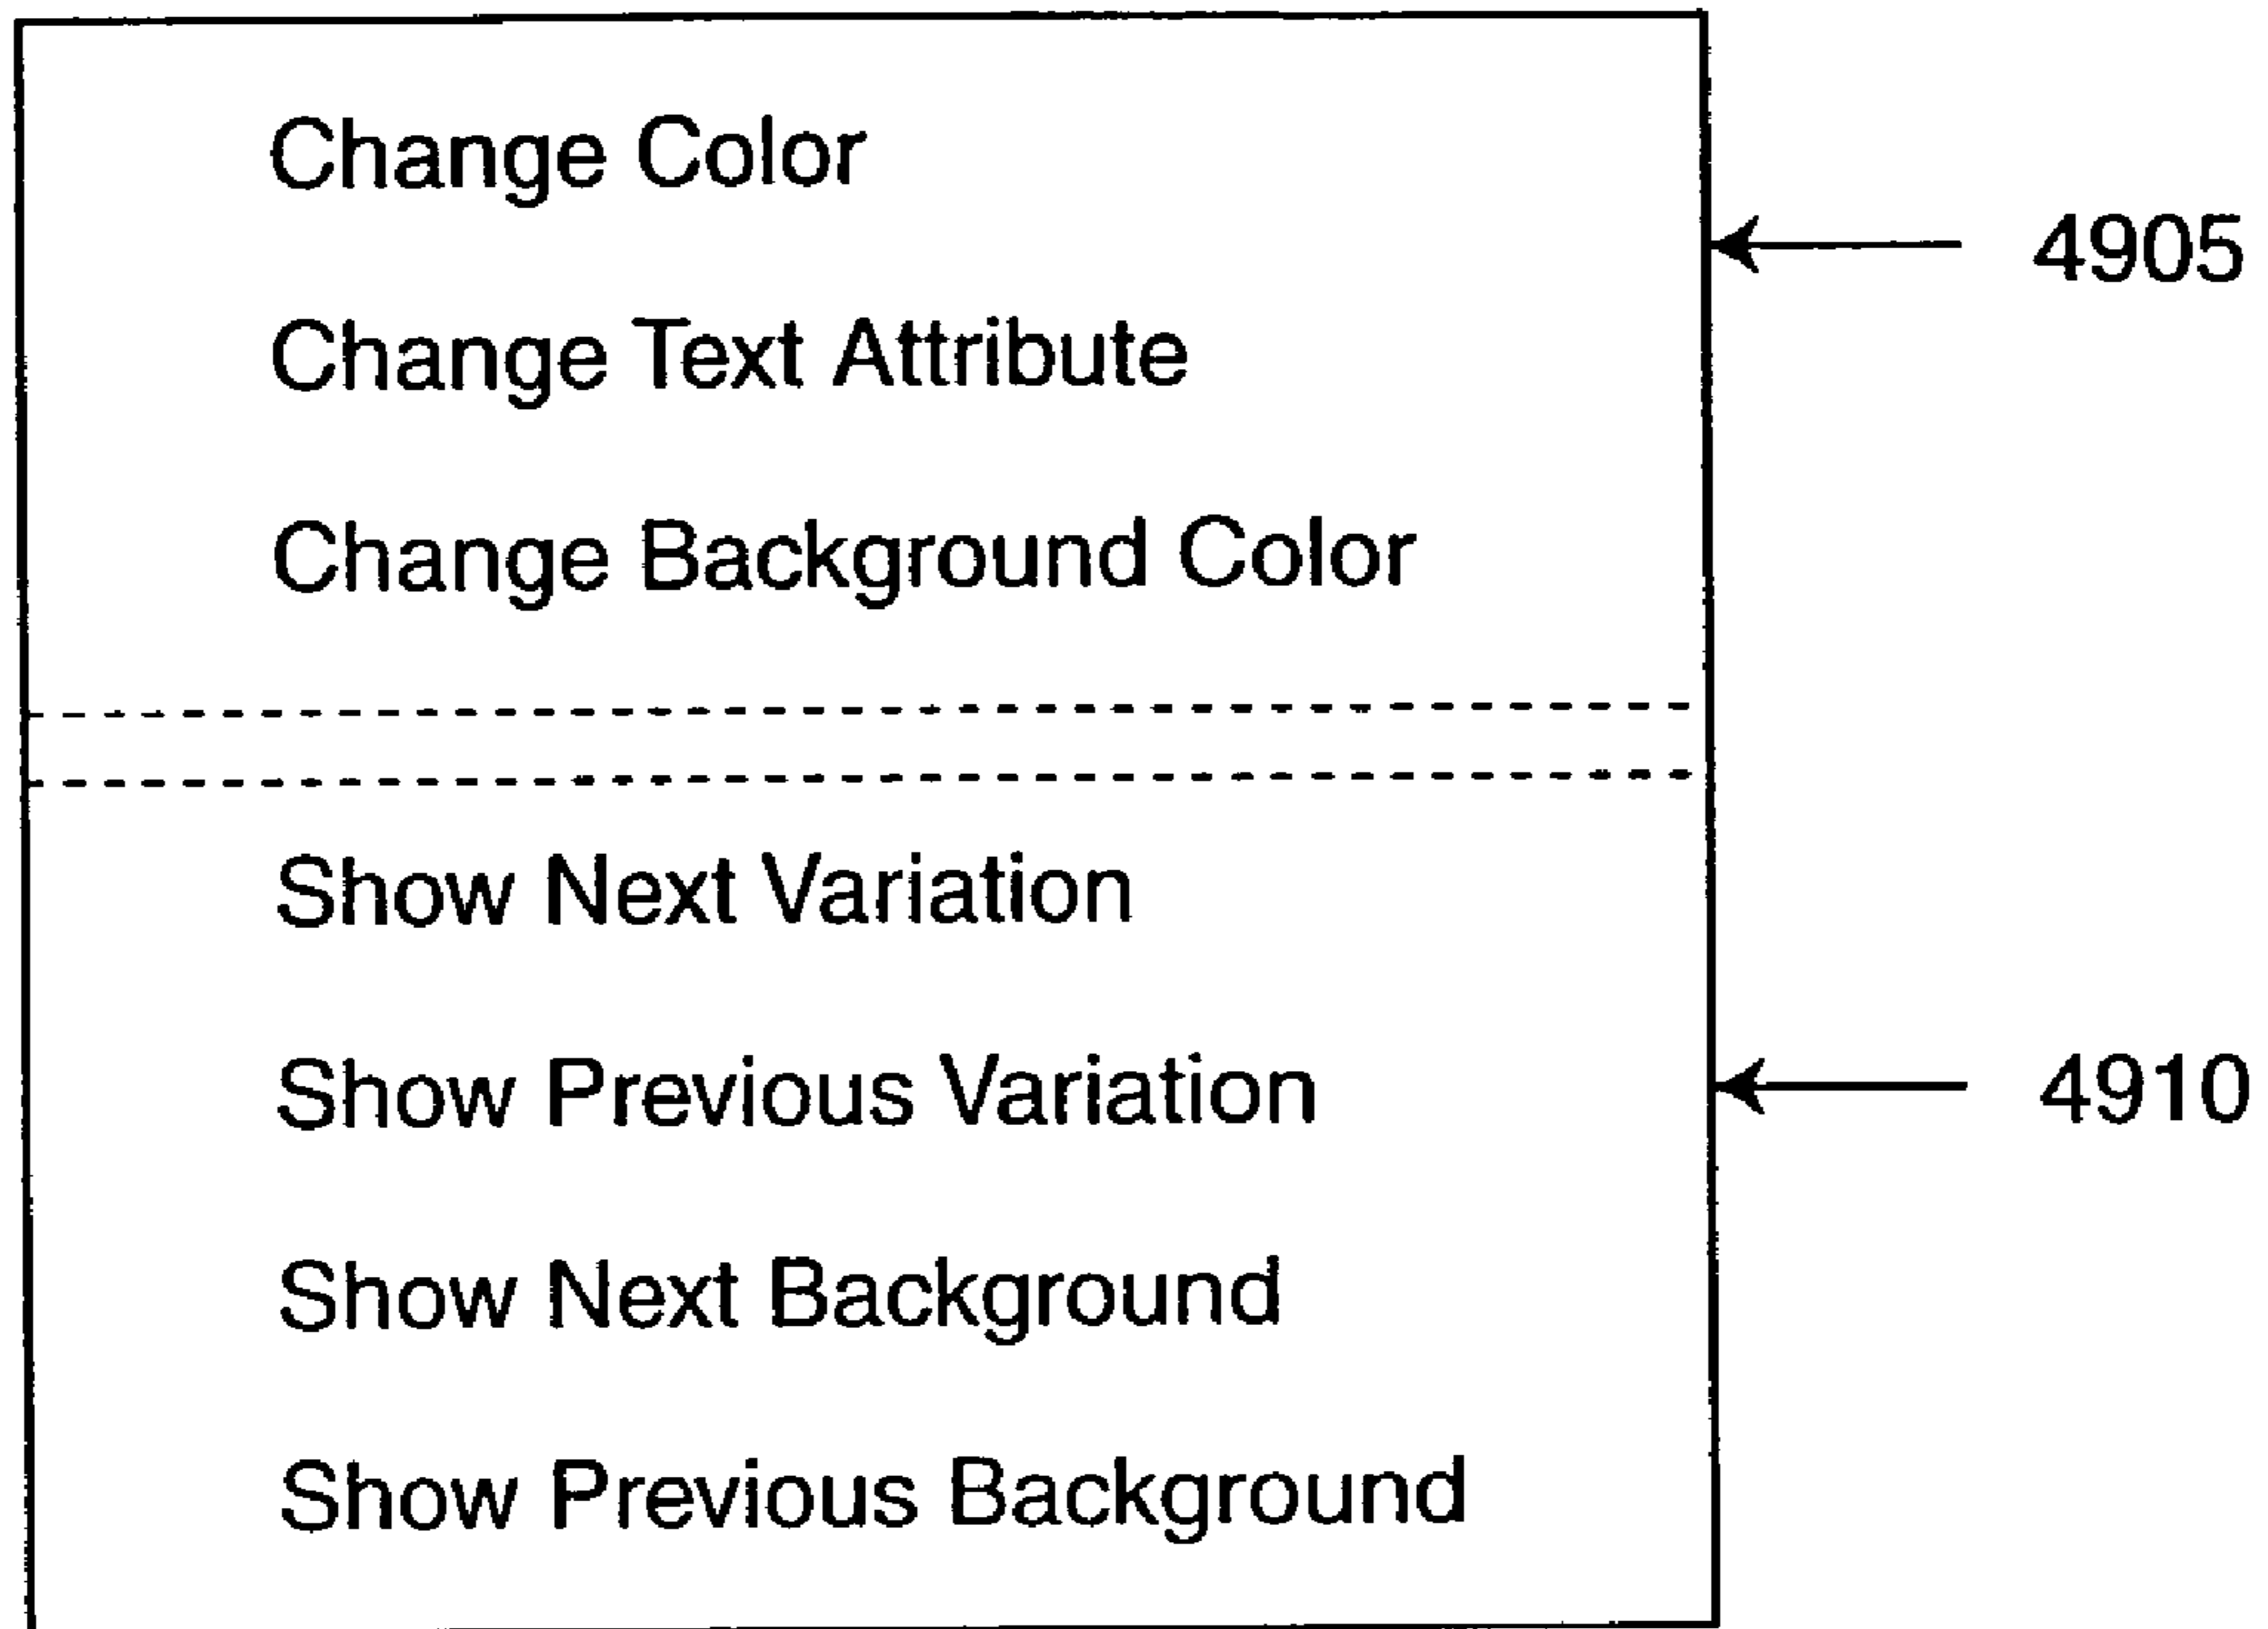 Change Color
4905
Change Text Attribute
Change Background Color
Show Next Variation
Show Previous Variation
4910
Show Next Background
Show Previous Background